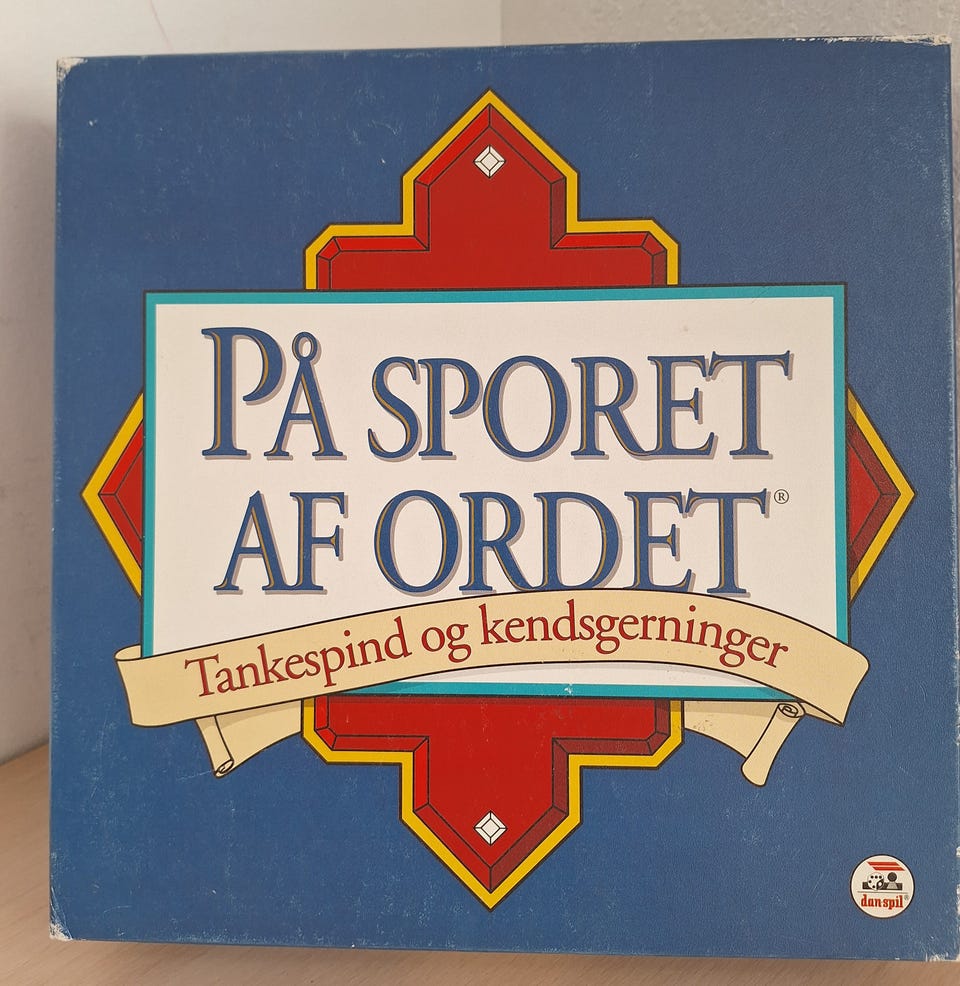 PÅ SPORET
AF ORDET®
Tankespind og kendsgerninger
dan spil®